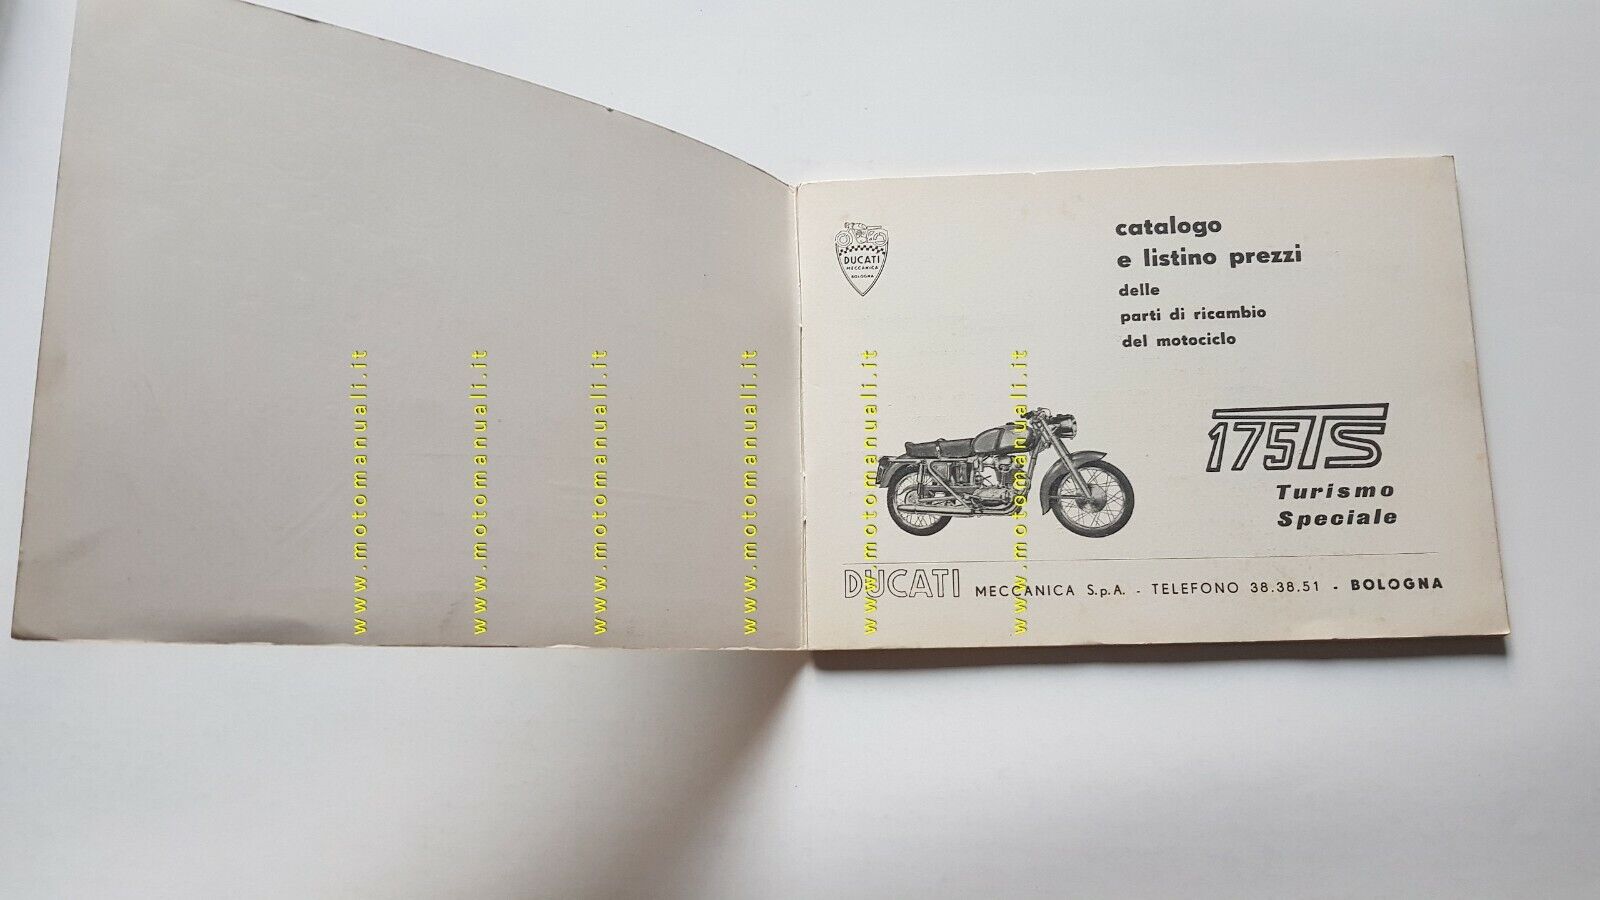 DUCATI
MECCANICA
BOLOGNA
catalogo
e listino prezzi
delle
parti di ricambio
del motociclo
175TS
Turismo
Speciale
DUCATI MECCANICA S.p.A. - TELEFONO 38.38.51 - BOLOGNA
www.motomanuali.it
www.motomanuali.it
www.motomanuali.it
www.motomanuali.it
www.motomanuali.it
www.motomanuali.it